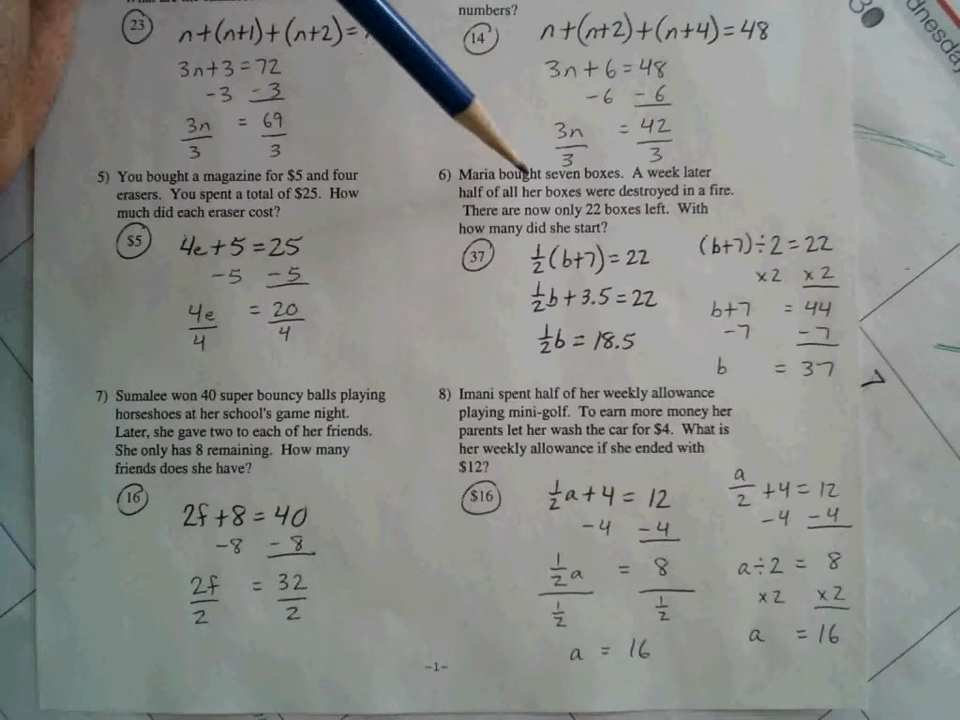 numbers?
23
n+(n+1)+(n+2)=
3n+3=72
-3 -3
3n = 69
3 3
14
n+(n+2)+(n+4)=48
3n+6=48
-6 -6
3n = 42
3 3
5) You bought a magazine for $5 and four
erasers. You spent a total of $25. How
much did each eraser cost?
$5
4e+5=25
-5 -5
4e = 20
4 4
6) Maria bought seven boxes. A week later
half of all her boxes were destroyed in a fire.
There are now only 22 boxes left. With
how many did she start?
37
1/2(b+7)=22
1/2b+3.5=22
1/2b=18.5
(b+7)÷2=22
×2 ×2
b+7 = 44
-7 -7
b = 37
7) Sumalee won 40 super bouncy balls playing
horseshoes at her school's game night.
Later, she gave two to each of her friends.
She only has 8 remaining. How many
friends does she have?
16
2f+8=40
-8 -8
2f = 32
2 2
8) Imani spent half of her weekly allowance
playing mini-golf. To earn more money her
parents let her wash the car for $4. What is
her weekly allowance if she ended with
$12?
$16
1/2a+4=12
-4 -4
1/2a = 8
1/2 1/2
a = 16
a/2+4=12
-4 -4
a÷2 = 8
×2 ×2
a = 16
-1-
dnesday
7